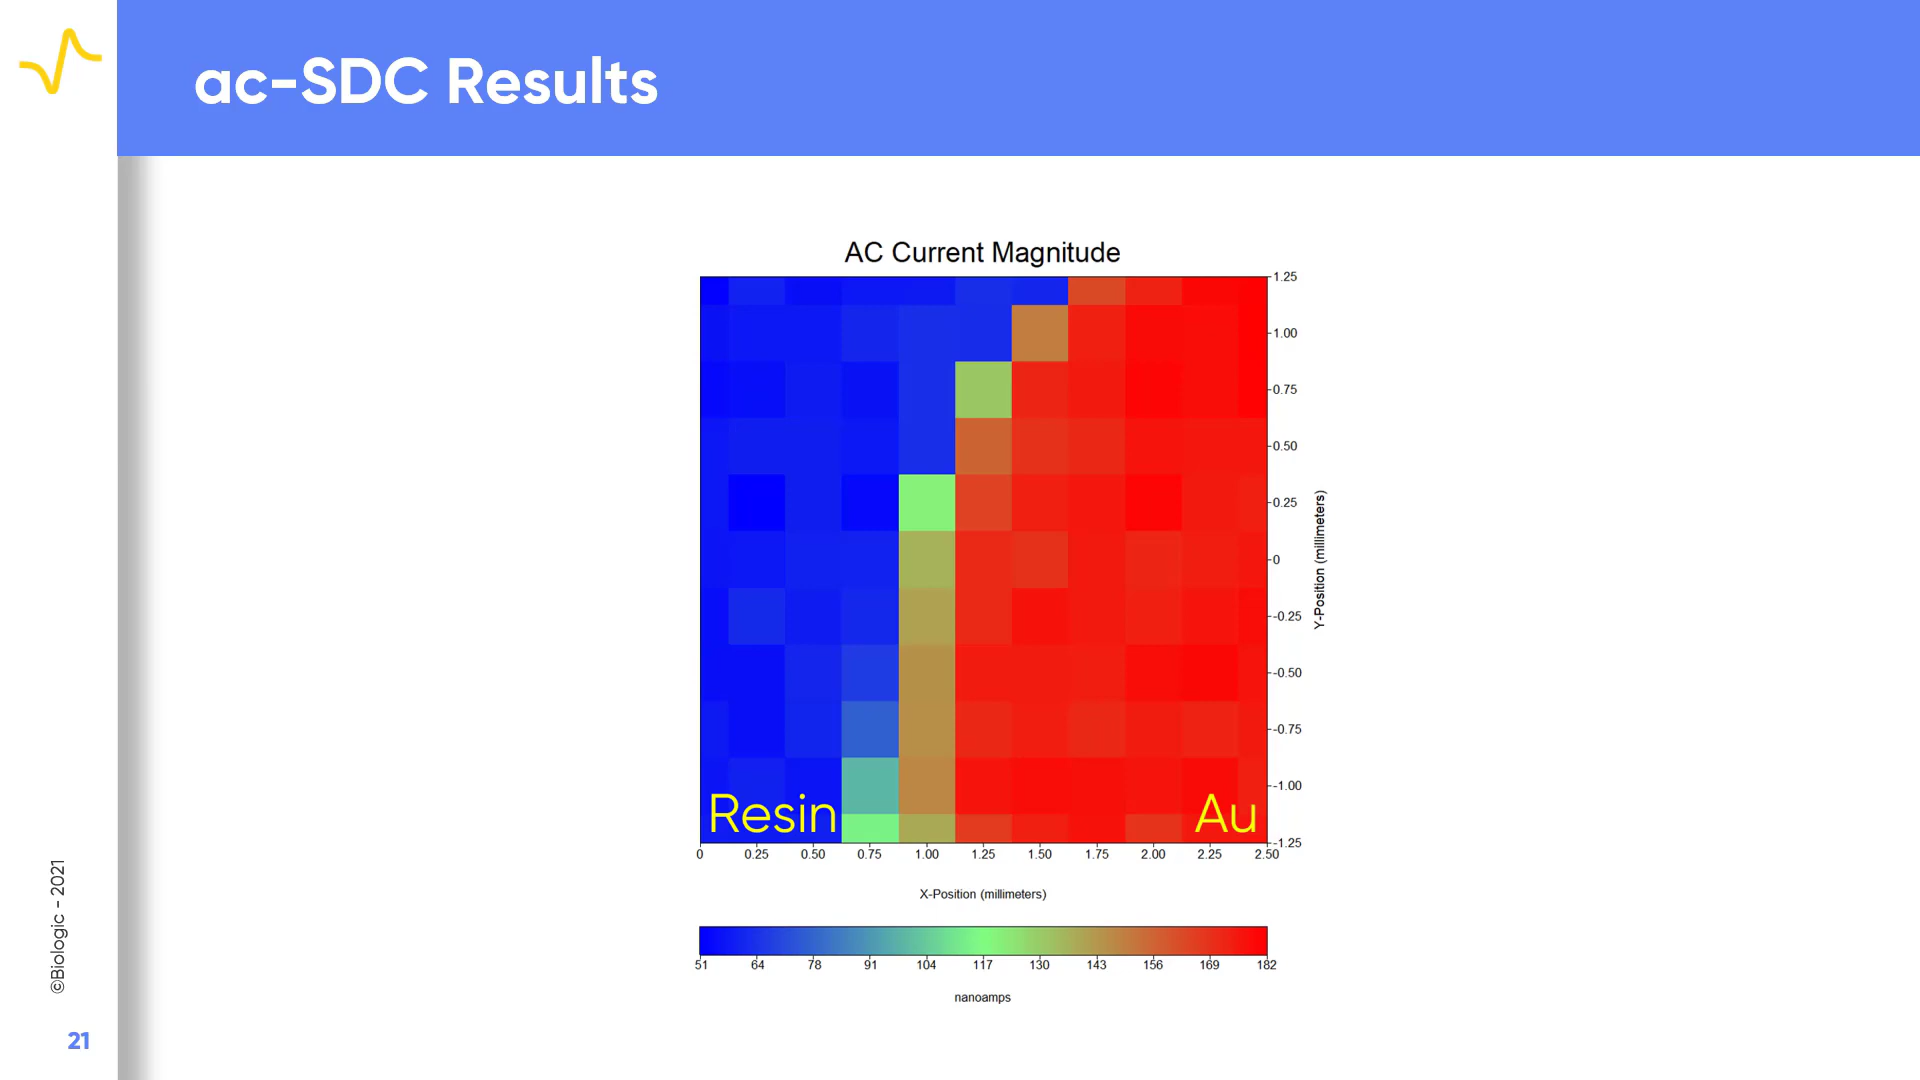 ac-SDC Results
AC Current Magnitude
1.25
1.00
0.75
0.50
0.25
0
-0.25
-0.50
-0.75
-1.00
-1.25
Y-Position (millimeters)
Resin
Au
0 0.25 0.50 0.75 1.00 1.25 1.50 1.75 2.00 2.25 2.50
X-Position (millimeters)
51 64 78 91 104 117 130 143 156 169 182
nanoamps
©Biologic - 2021
21